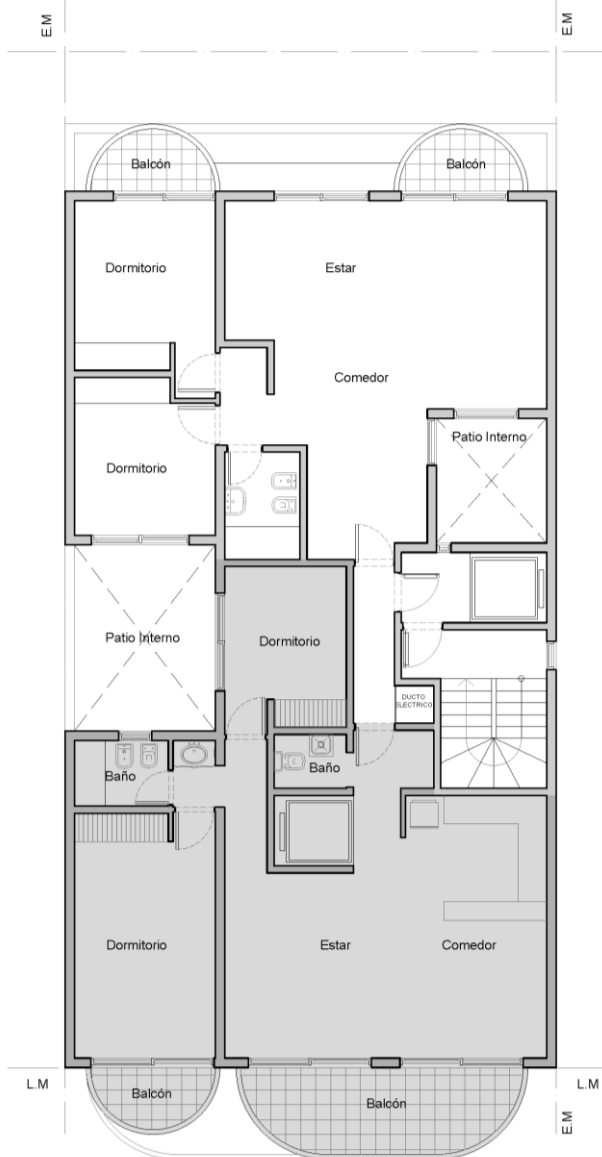 E.M
E.M
Balcón
Balcón
Dormitorio
Estar
Comedor
Patio Interno
Dormitorio
Patio Interno
Dormitorio
DUCTO
ELECTRICO
Baño
Baño
Dormitorio
Estar
Comedor
L.M
L.M
Balcón
Balcón
E.M